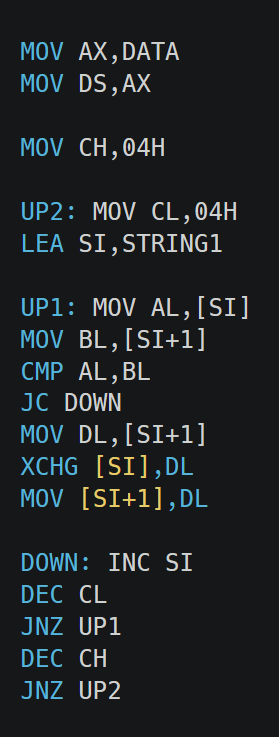 MOV AX,DATA
MOV DS,AX
MOV CH,04H
UP2: MOV CL,04H
LEA SI,STRING1
UP1: MOV AL,[SI]
MOV BL,[SI+1]
CMP AL,BL
JC DOWN
MOV DL,[SI+1]
XCHG [SI],DL
MOV [SI+1],DL
DOWN: INC SI
DEC CL
JNZ UP1
DEC CH
JNZ UP2